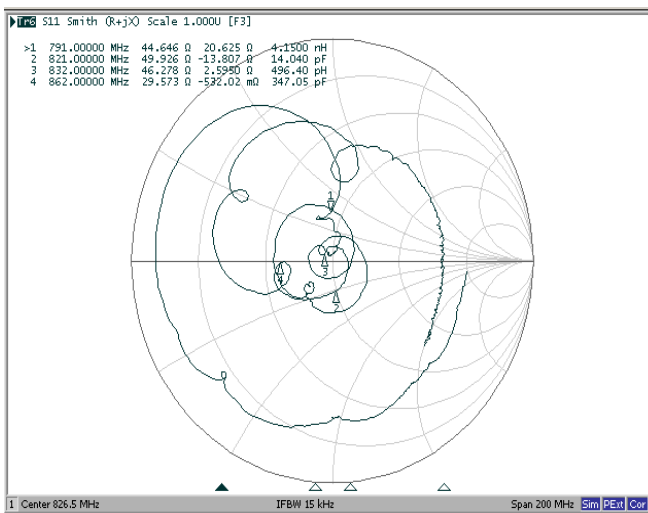 Tr6 S11 Smith (R+jX) Scale 1.000U [F3]
>1 791.00000 MHz 44.646 Ω 20.625 Ω 4.1500 nH
2 821.00000 MHz 49.926 Ω -13.807 Ω 14.040 pF
3 832.00000 MHz 46.278 Ω 2.5950 Ω 496.40 pH
4 862.00000 MHz 29.573 Ω -532.02 mΩ 347.05 pF
1
4
3
2
1 Center 826.5 MHz IFBW 15 kHz Span 200 MHz Sim PExt Cor